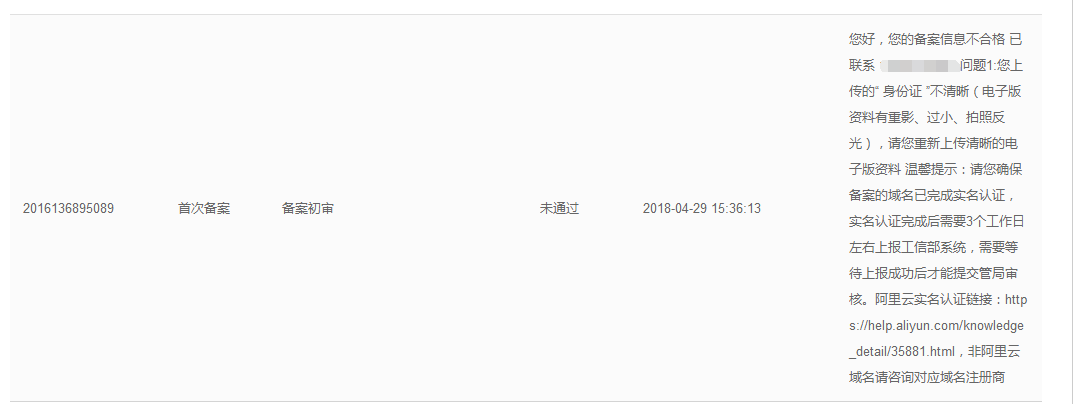 您好，您的备案信息不合格 已
联系 问题1:您上
传的“ 身份证 ”不清晰（电子版
资料有重影、过小、拍照反
光），请您重新上传清晰的电
子版资料 温馨提示：请您确保
备案的域名已完成实名认证，
2016136895089 首次备案 备案初审 未通过 2018-04-29 15:36:13
实名认证完成后需要3个工作日
左右上报工信部系统，需要等
待上报成功后才能提交管局审
核。阿里云实名认证链接：http
s://help.aliyun.com/knowledge
_detail/35881.html，非阿里云
域名请咨询对应域名注册商